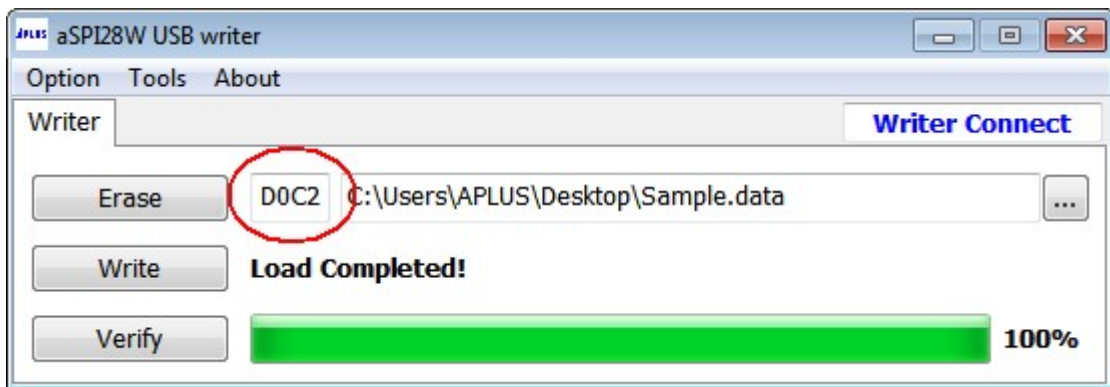 APLUS aSPI28W USB writer
Option Tools About
Writer Writer Connect
Erase D0C2 C:\Users\APLUS\Desktop\Sample.data ...
Write Load Completed!
Verify 100%